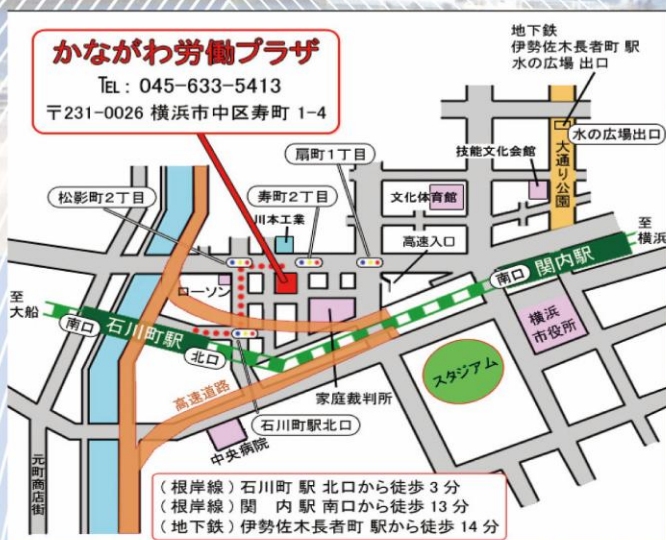 かながわ労働プラザ
TEL: 045-633-5413
〒231-0026 横浜市中区寿町 1-4
地下鉄
伊勢佐木長者町 駅
水の広場 出口
水の広場出口
大通り公園
技能文化会館
扇町1丁目
文化体育館
松影町2丁目
寿町2丁目
川本工業
高速入口
至
横浜
関内駅
南口
ローソン
至
大船
南口
石川町駅
北口
横浜
市役所
スタジアム
高速道路
家庭裁判所
石川町駅北口
中央病院
元町商店街
(根岸線) 石川町 駅 北口から徒歩 3 分
(根岸線) 関 内 駅 南口から徒歩 13 分
(地下鉄) 伊勢佐木長者町 駅から徒歩 14 分